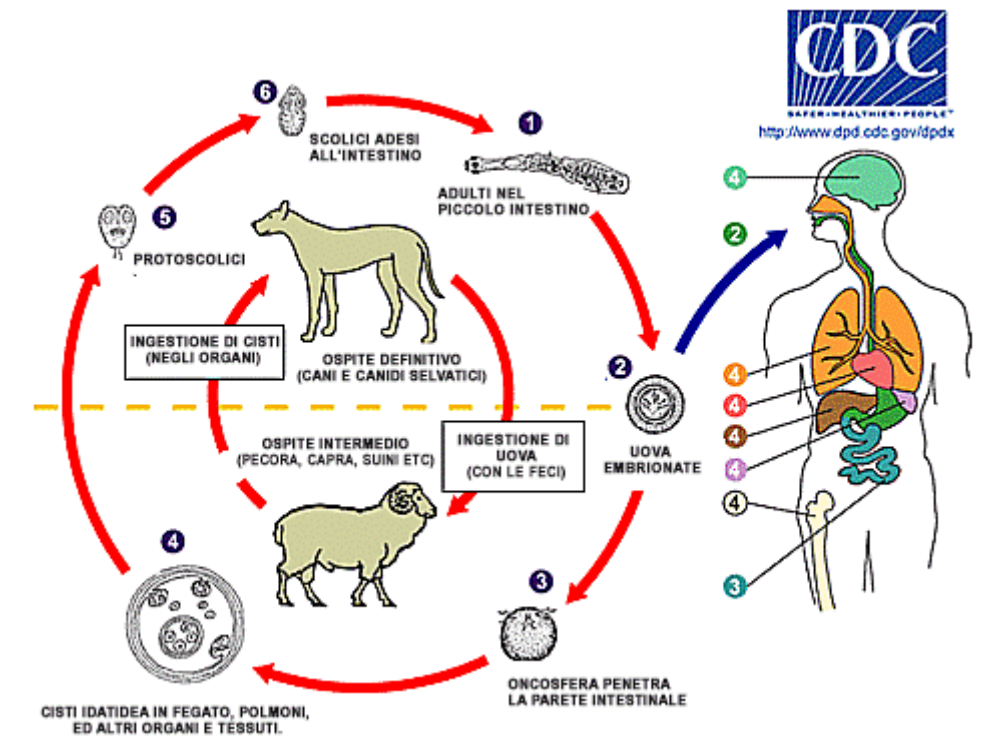 CDC
SAFER • HEALTHIER • PEOPLE™
http://www.dpd.cdc.gov/dpdx
6
SCOLICI ADESI
ALL'INTESTINO
1
ADULTI NEL
PICCOLO INTESTINO
5
PROTOSCOLICI
INGESTIONE DI CISTI
(NEGLI ORGANI)
OSPITE DEFINITIVO
(CANI E CANIDI SELVATICI)
2
UOVA
EMBRIONATE
OSPITE INTERMEDIO
(PECORA, CAPRA, SUINI ETC)
INGESTIONE DI
UOVA
(CON LE FECI)
4
CISTI IDATIDEA IN FEGATO, POLMONI,
ED ALTRI ORGANI E TESSUTI.
3
ONCOSFERA PENETRA
LA PARETE INTESTINALE
4
2
4
4
4
4
4
3